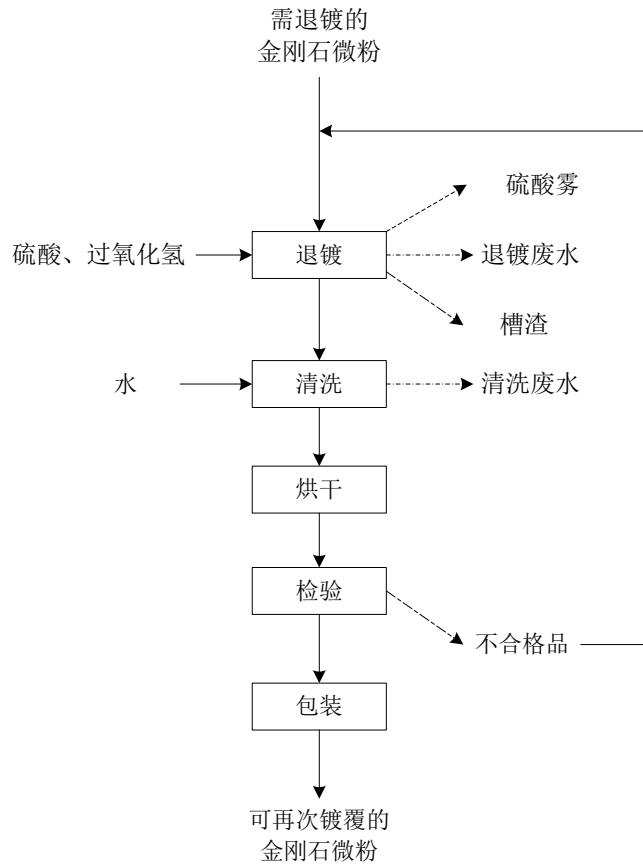 需退镀的
金刚石微粉
硫酸雾
硫酸、过氧化氢
退镀
退镀废水
槽渣
水
清洗
清洗废水
烘干
检验
不合格品
包装
可再次镀覆的
金刚石微粉